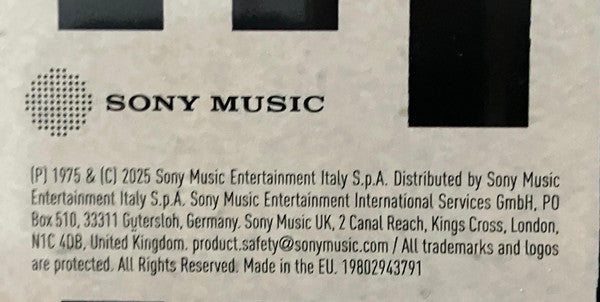 SONY MUSIC
(P) 1975 & (C) 2025 Sony Music Entertainment Italy S.p.A. Distributed by Sony Music
Entertainment Italy S.p.A. Sony Music Entertainment International Services GmbH, PO
Box 510, 33311 Gytersloh, Germany. Sony Music UK, 2 Canal Reach, Kings Cross, London,
N1C 4DB, United Kingdom. product.safety@sonymusic.com / All trademarks and logos
are protected. All Rights Reserved. Made in the EU. 19802943791